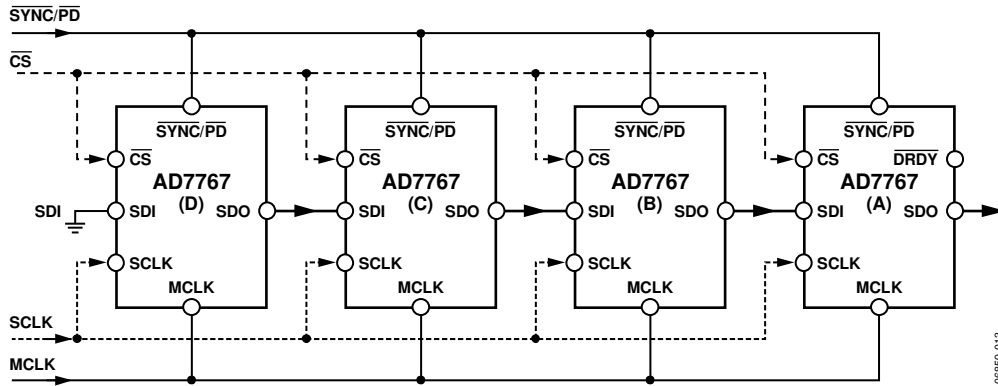 SYNC/PD
CS
SYNC/PD
SYNC/PD
SYNC/PD
SYNC/PD
CS
CS
CS
CS
DRDY
AD7767
(D)
AD7767
(C)
AD7767
(B)
AD7767
(A)
SDI
SDI
SDO
SDI
SDO
SDI
SDO
SDI
SDO
SCLK
SCLK
SCLK
SCLK
MCLK
MCLK
MCLK
MCLK
SCLK
MCLK